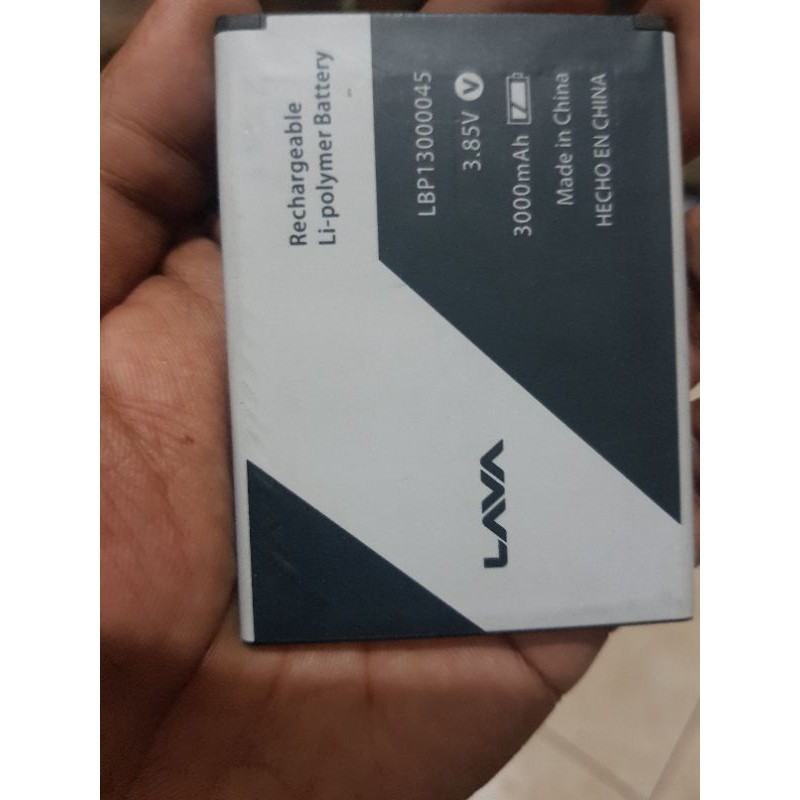 Rechargeable
Li-polymer Battery
LBP13000045
3.85V V
3000mAh
Made in China
HECHO EN CHINA
LAVA